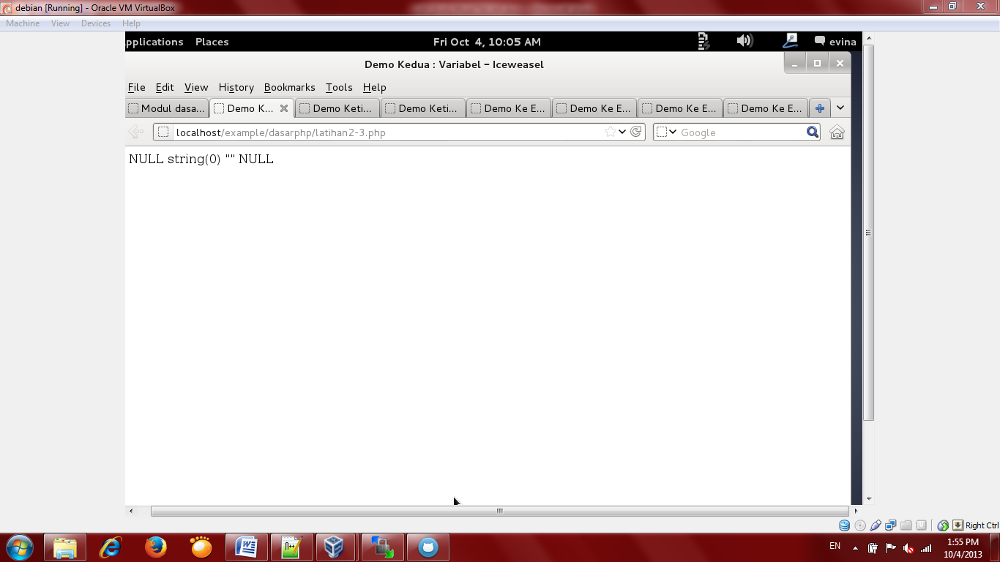 debian [Running] - Oracle VM VirtualBox
Machine View Devices Help
pplications Places Fri Oct 4, 10:05 AM evina
Demo Kedua : Variabel – Iceweasel
File Edit View History Bookmarks Tools Help
Modul dasa... Demo K... Demo Keti... Demo Keti... Demo Ke E... Demo Ke E... Demo Ke E... Demo Ke E...
localhost/example/dasarphp/latihan2-3.php Google
NULL string(0) "" NULL
Right Ctrl
EN 1:55 PM
10/4/2013